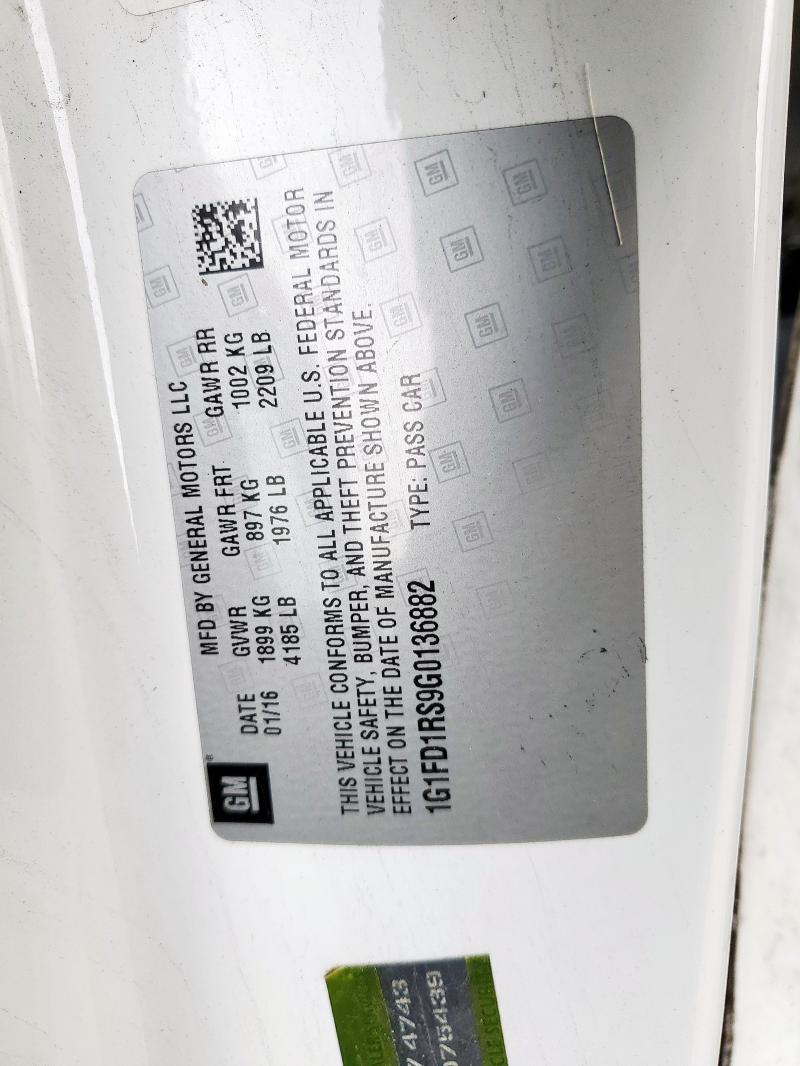 GM
MFD BY GENERAL MOTORS LLC
DATE GVWR GAWR FRT GAWR RR
01/16 1899 KG 897 KG 1002 KG
4185 LB 1976 LB 2209 LB
THIS VEHICLE CONFORMS TO ALL APPLICABLE U.S. FEDERAL MOTOR
VEHICLE SAFETY, BUMPER, AND THEFT PREVENTION STANDARDS IN
EFFECT ON THE DATE OF MANUFACTURE SHOWN ABOVE.
1G1FD1RS9G0136882 TYPE: PASS CAR
4743
75439